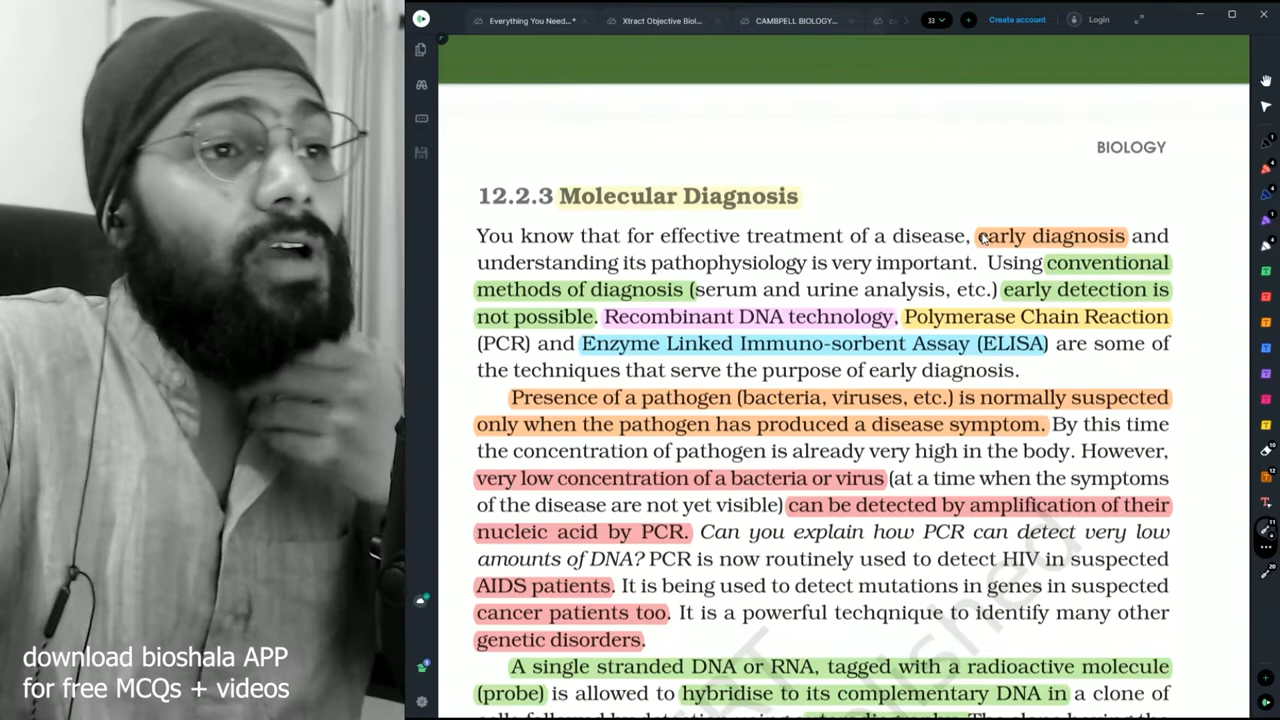 Everything You Need...*
Xtract Objective Biol...
CAMBPELL BIOLOGY...
33
Create account
Login
BIOLOGY
12.2.3 Molecular Diagnosis
You know that for effective treatment of a disease, early diagnosis and
understanding its pathophysiology is very important. Using conventional
methods of diagnosis (serum and urine analysis, etc.) early detection is
not possible. Recombinant DNA technology, Polymerase Chain Reaction
(PCR) and Enzyme Linked Immuno-sorbent Assay (ELISA) are some of
the techniques that serve the purpose of early diagnosis.
Presence of a pathogen (bacteria, viruses, etc.) is normally suspected
only when the pathogen has produced a disease symptom. By this time
the concentration of pathogen is already very high in the body. However,
very low concentration of a bacteria or virus (at a time when the symptoms
of the disease are not yet visible) can be detected by amplification of their
nucleic acid by PCR. Can you explain how PCR can detect very low
amounts of DNA? PCR is now routinely used to detect HIV in suspected
AIDS patients. It is being used to detect mutations in genes in suspected
cancer patients too. It is a powerful techqnique to identify many other
genetic disorders.
A single stranded DNA or RNA, tagged with a radioactive molecule
(probe) is allowed to hybridise to its complementary DNA in a clone of
download bioshala APP
for free MCQs + videos